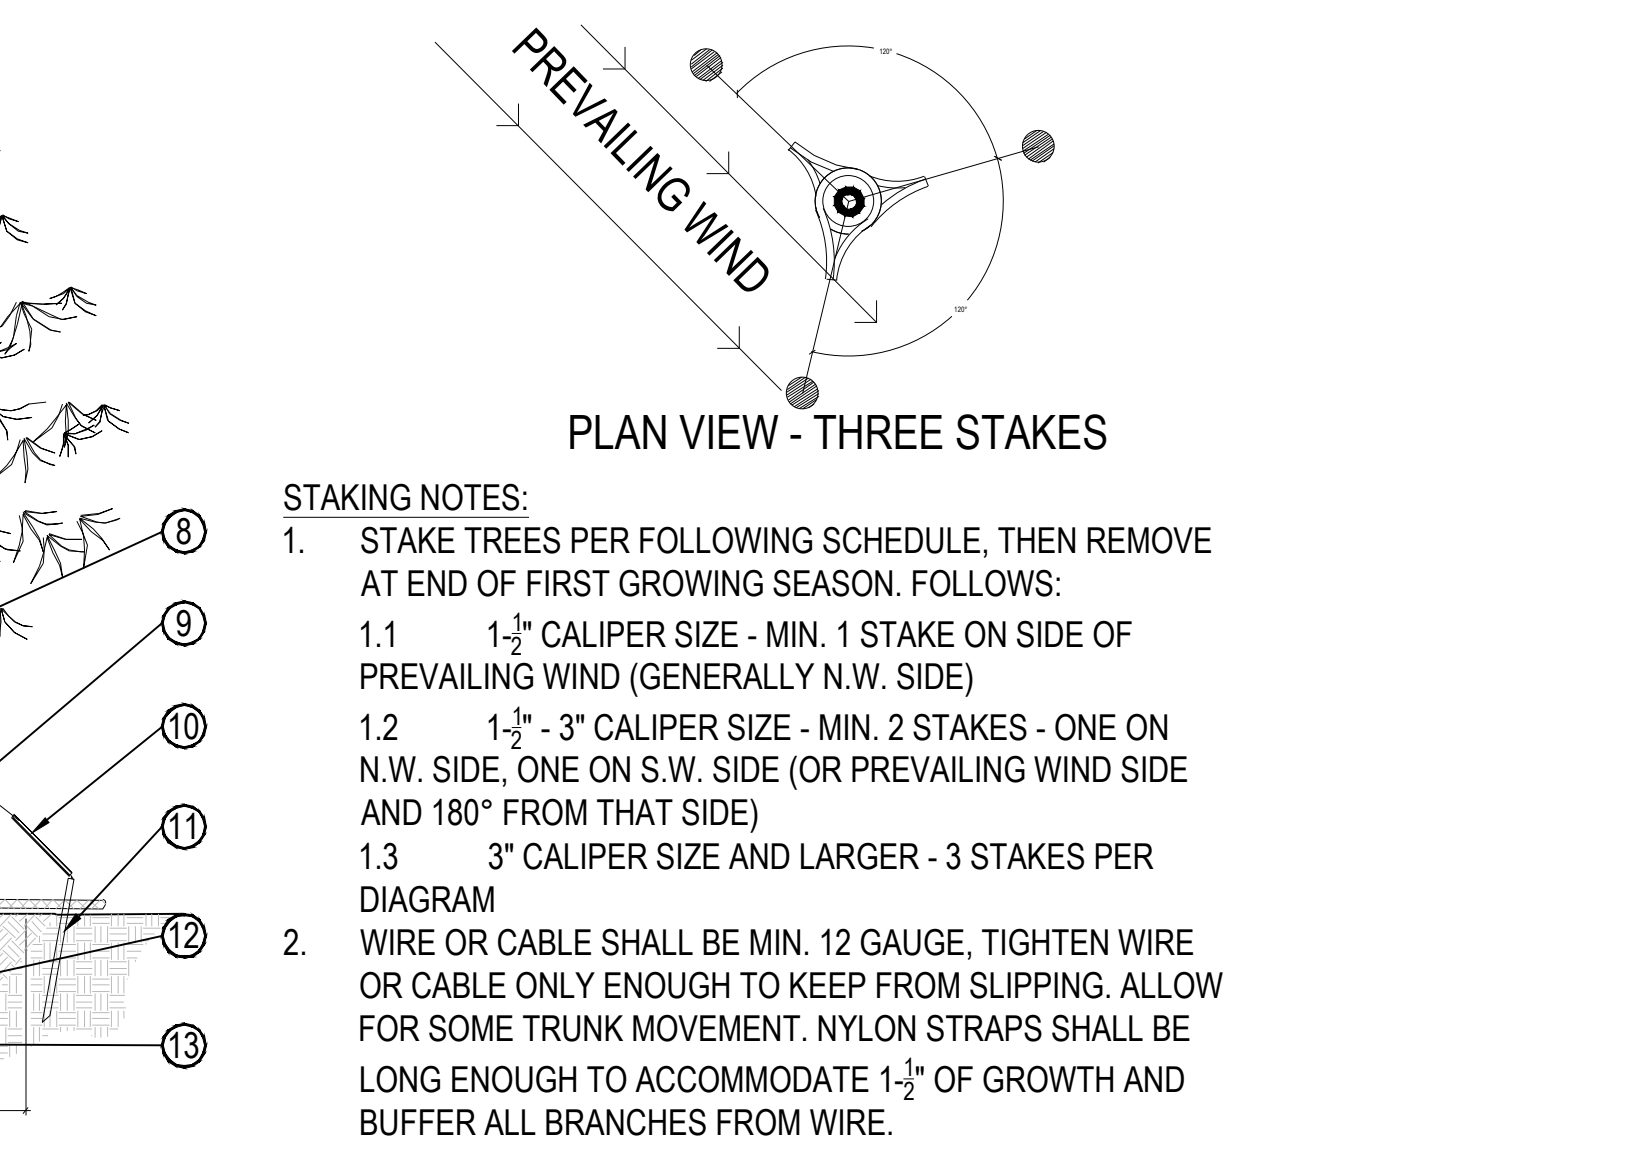 120°
PREVAILING WIND
120°
PLAN VIEW - THREE STAKES
STAKING NOTES:
1. STAKE TREES PER FOLLOWING SCHEDULE, THEN REMOVE
AT END OF FIRST GROWING SEASON. FOLLOWS:
1.1 1-1/2" CALIPER SIZE - MIN. 1 STAKE ON SIDE OF
PREVAILING WIND (GENERALLY N.W. SIDE)
1.2 1-1/2" - 3" CALIPER SIZE - MIN. 2 STAKES - ONE ON
N.W. SIDE, ONE ON S.W. SIDE (OR PREVAILING WIND SIDE
AND 180° FROM THAT SIDE)
1.3 3" CALIPER SIZE AND LARGER - 3 STAKES PER
DIAGRAM
2. WIRE OR CABLE SHALL BE MIN. 12 GAUGE, TIGHTEN WIRE
OR CABLE ONLY ENOUGH TO KEEP FROM SLIPPING. ALLOW
FOR SOME TRUNK MOVEMENT. NYLON STRAPS SHALL BE
LONG ENOUGH TO ACCOMMODATE 1-1/2" OF GROWTH AND
BUFFER ALL BRANCHES FROM WIRE.
8
9
10
11
12
13